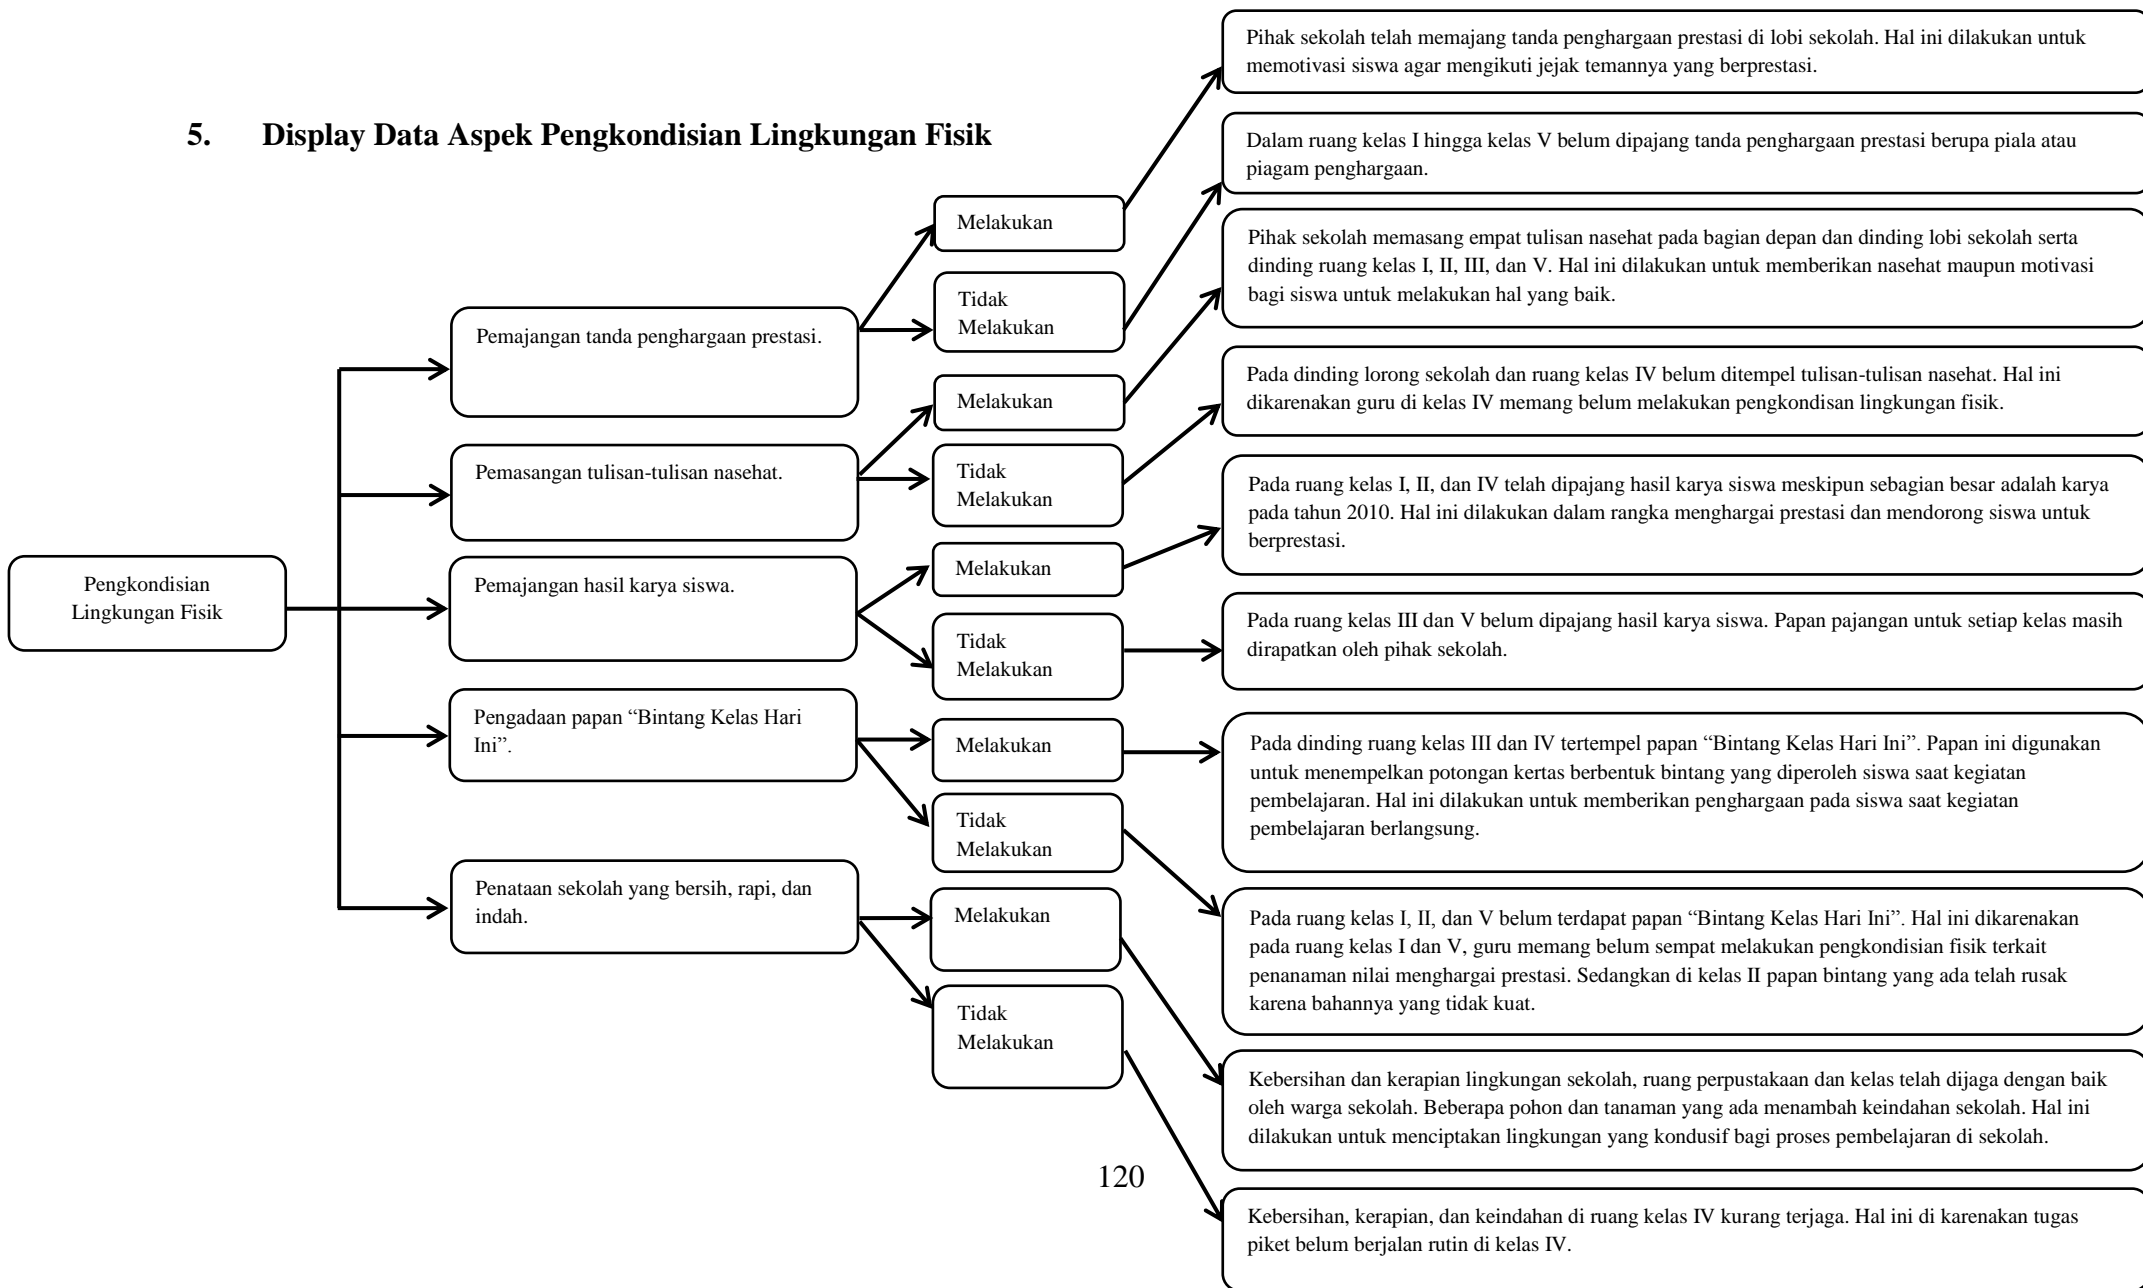 5. Display Data Aspek Pengkondisian Lingkungan Fisik
Pengkondisian
Lingkungan Fisik
Pemajangan tanda penghargaan prestasi.
Melakukan
Pihak sekolah telah memajang tanda penghargaan prestasi di lobi sekolah. Hal ini dilakukan untuk
memotivasi siswa agar mengikuti jejak temannya yang berprestasi.
Tidak
Melakukan
Dalam ruang kelas I hingga kelas V belum dipajang tanda penghargaan prestasi berupa piala atau
piagam penghargaan.
Pemasangan tulisan-tulisan nasehat.
Melakukan
Pihak sekolah memasang empat tulisan nasehat pada bagian depan dan dinding lobi sekolah serta
dinding ruang kelas I, II, III, dan V. Hal ini dilakukan untuk memberikan nasehat maupun motivasi
bagi siswa untuk melakukan hal yang baik.
Tidak
Melakukan
Pada dinding lorong sekolah dan ruang kelas IV belum ditempel tulisan-tulisan nasehat. Hal ini
dikarenakan guru di kelas IV memang belum melakukan pengkondisan lingkungan fisik.
Pemajangan hasil karya siswa.
Melakukan
Pada ruang kelas I, II, dan IV telah dipajang hasil karya siswa meskipun sebagian besar adalah karya
pada tahun 2010. Hal ini dilakukan dalam rangka menghargai prestasi dan mendorong siswa untuk
berprestasi.
Tidak
Melakukan
Pada ruang kelas III dan V belum dipajang hasil karya siswa. Papan pajangan untuk setiap kelas masih
dirapatkan oleh pihak sekolah.
Pengadaan papan “Bintang Kelas Hari
Ini”.
Melakukan
Pada dinding ruang kelas III dan IV tertempel papan “Bintang Kelas Hari Ini”. Papan ini digunakan
untuk menempelkan potongan kertas berbentuk bintang yang diperoleh siswa saat kegiatan
pembelajaran. Hal ini dilakukan untuk memberikan penghargaan pada siswa saat kegiatan
pembelajaran berlangsung.
Tidak
Melakukan
Pada ruang kelas I, II, dan V belum terdapat papan “Bintang Kelas Hari Ini”. Hal ini dikarenakan
pada ruang kelas I dan V, guru memang belum sempat melakukan pengkondisian fisik terkait
penanaman nilai menghargai prestasi. Sedangkan di kelas II papan bintang yang ada telah rusak
karena bahannya yang tidak kuat.
Penataan sekolah yang bersih, rapi, dan
indah.
Melakukan
Kebersihan dan kerapian lingkungan sekolah, ruang perpustakaan dan kelas telah dijaga dengan baik
oleh warga sekolah. Beberapa pohon dan tanaman yang ada menambah keindahan sekolah. Hal ini
dilakukan untuk menciptakan lingkungan yang kondusif bagi proses pembelajaran di sekolah.
Tidak
Melakukan
Kebersihan, kerapian, dan keindahan di ruang kelas IV kurang terjaga. Hal ini di karenakan tugas
piket belum berjalan rutin di kelas IV.
120